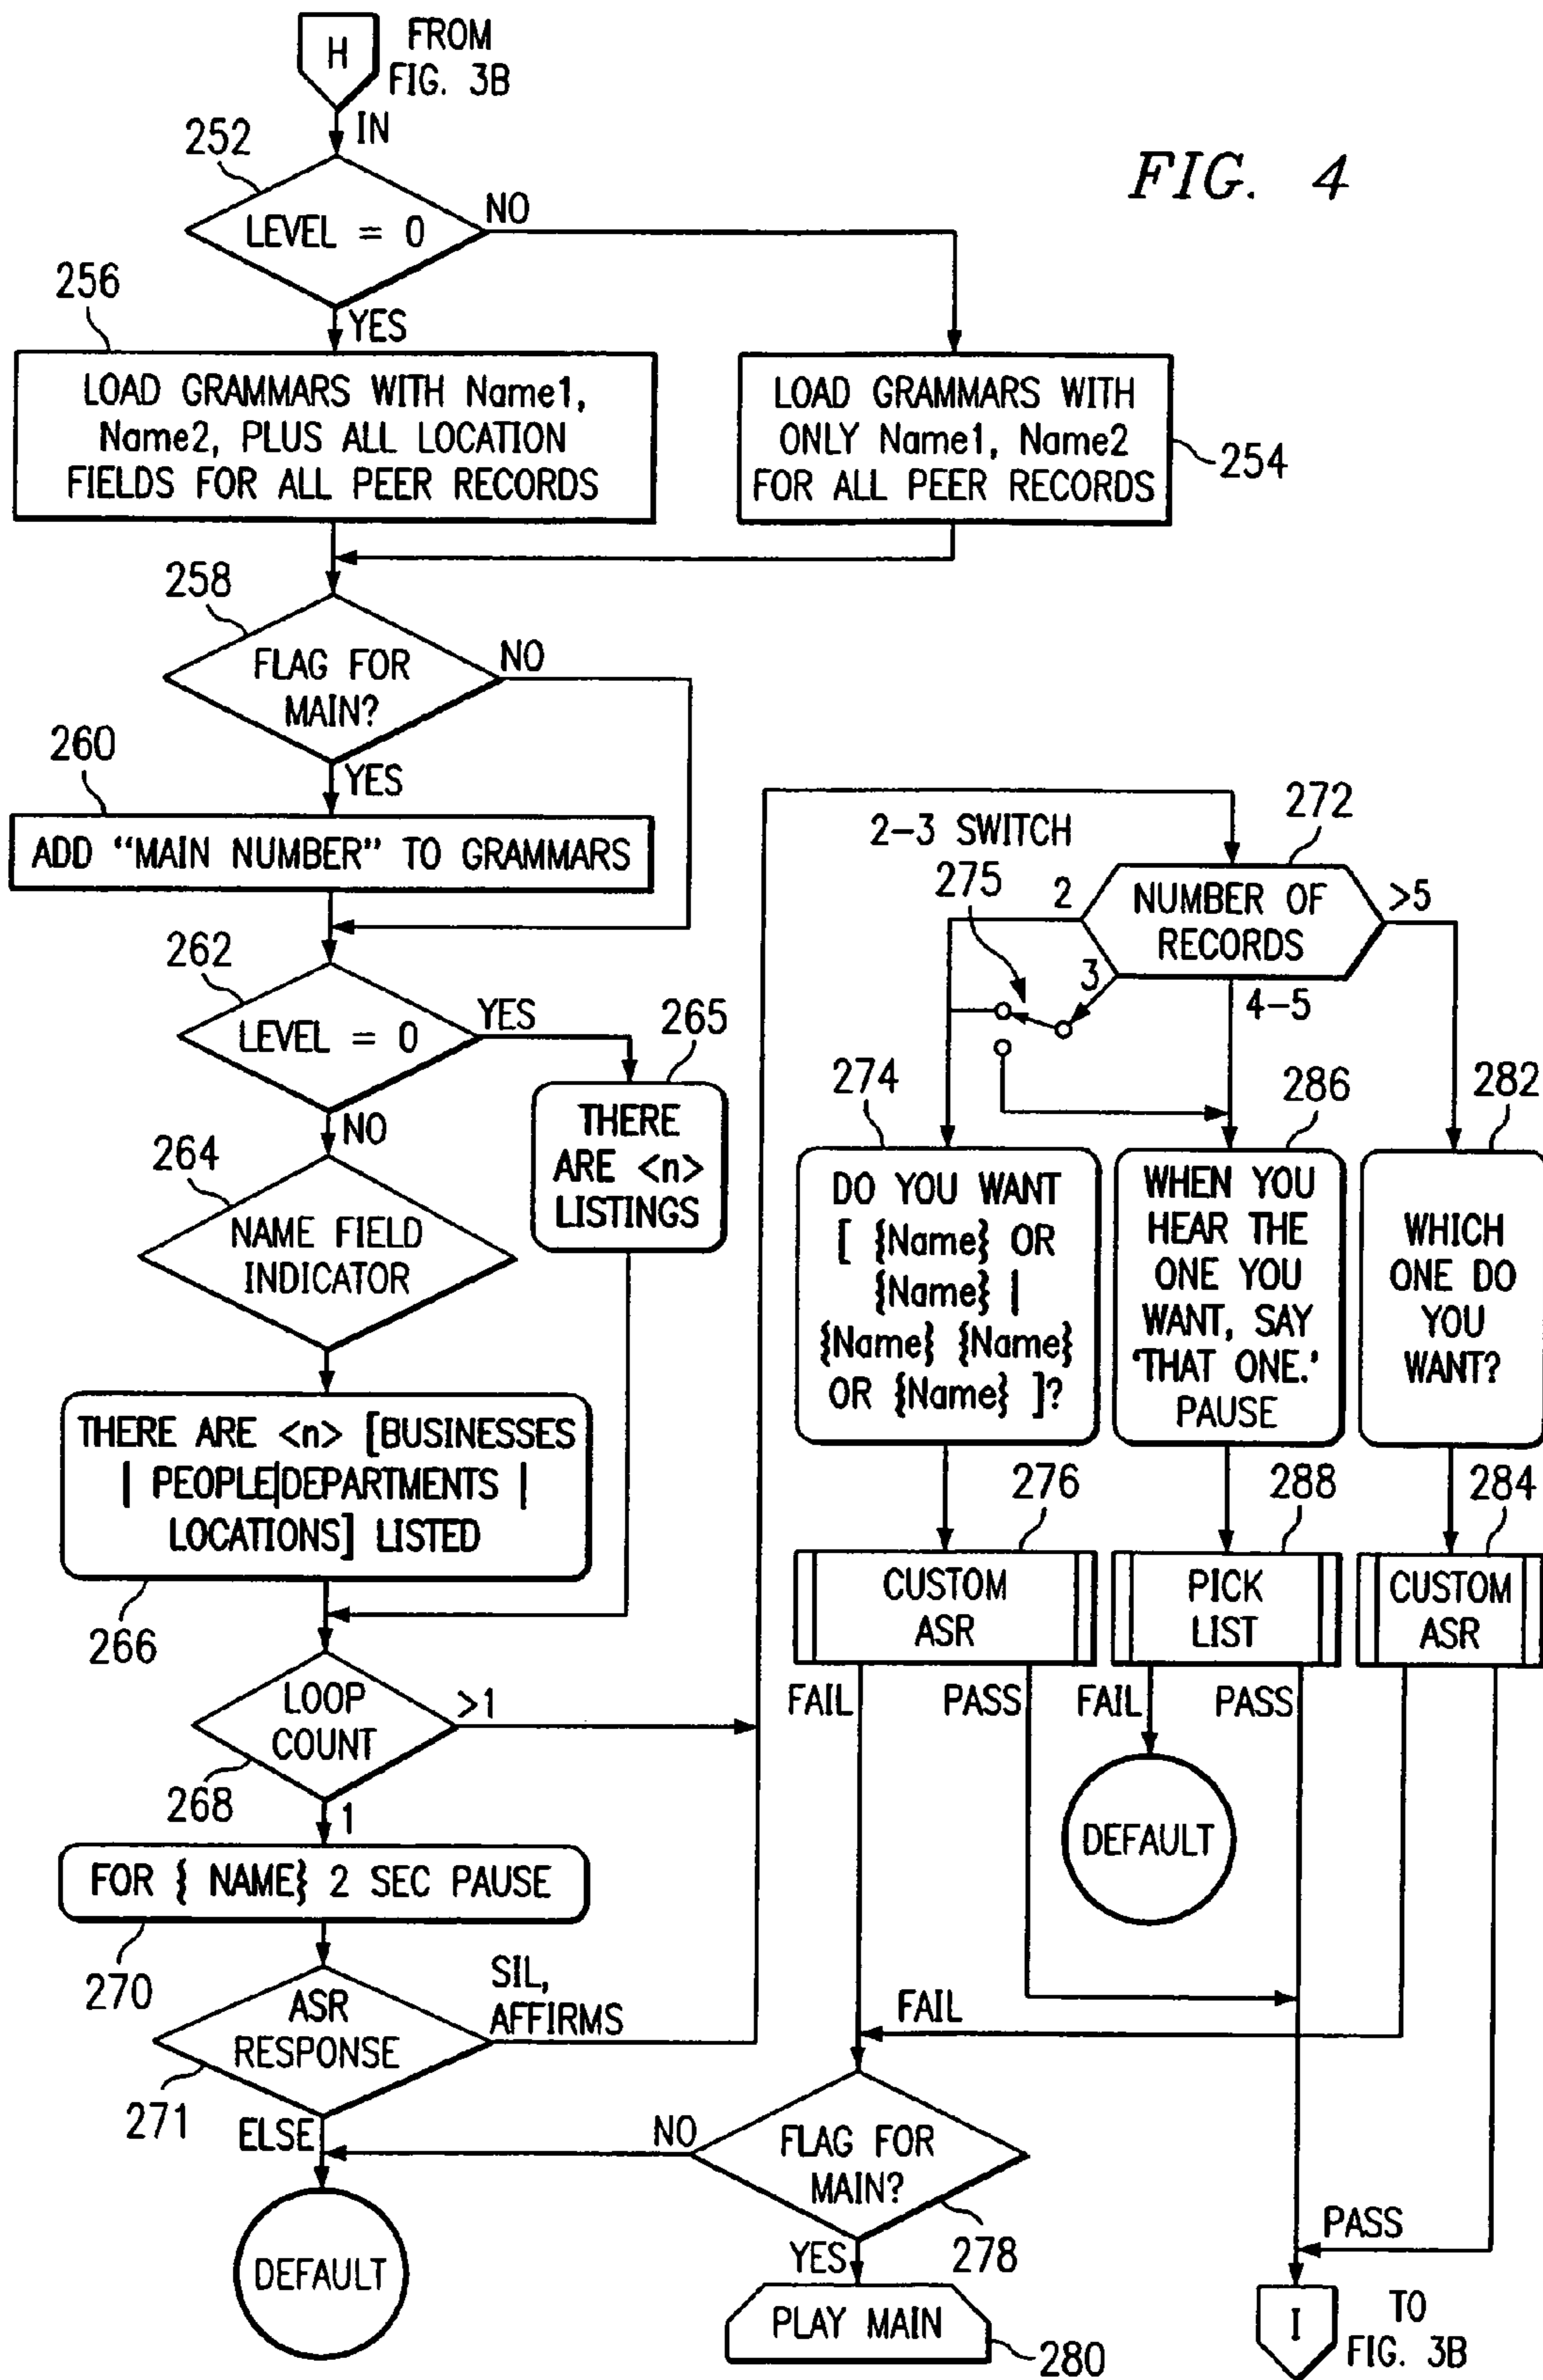 H
FROM
FIG. 3B
IN
FIG. 4
252
LEVEL = 0
NO
256
YES
LOAD GRAMMARS WITH Name1,
Name2, PLUS ALL LOCATION
FIELDS FOR ALL PEER RECORDS
LOAD GRAMMARS WITH
ONLY Name1, Name2
FOR ALL PEER RECORDS
254
258
FLAG FOR
MAIN?
NO
260
YES
ADD “MAIN NUMBER” TO GRAMMARS
262
LEVEL = 0
YES
265
NO
THERE
ARE <n>
LISTINGS
264
NAME FIELD
INDICATOR
THERE ARE <n> [BUSINESSES
| PEOPLE|DEPARTMENTS |
LOCATIONS] LISTED
266
LOOP
COUNT
>1
268
1
FOR { NAME} 2 SEC PAUSE
270
ASR
RESPONSE
SIL,
AFFIRMS
271
ELSE
DEFAULT
2-3 SWITCH
275
272
NUMBER OF
RECORDS
2
3
4-5
>5
274
DO YOU WANT
[ {Name} OR
{Name} |
{Name} {Name}
OR {Name} ]?
286
WHEN YOU
HEAR THE
ONE YOU
WANT, SAY
‘THAT ONE.’
PAUSE
282
WHICH
ONE DO
YOU
WANT?
276
CUSTOM
ASR
288
PICK
LIST
284
CUSTOM
ASR
FAIL
PASS
FAIL
PASS
DEFAULT
FAIL
NO
FLAG FOR
MAIN?
278
YES
PLAY MAIN
280
PASS
I
TO
FIG. 3B